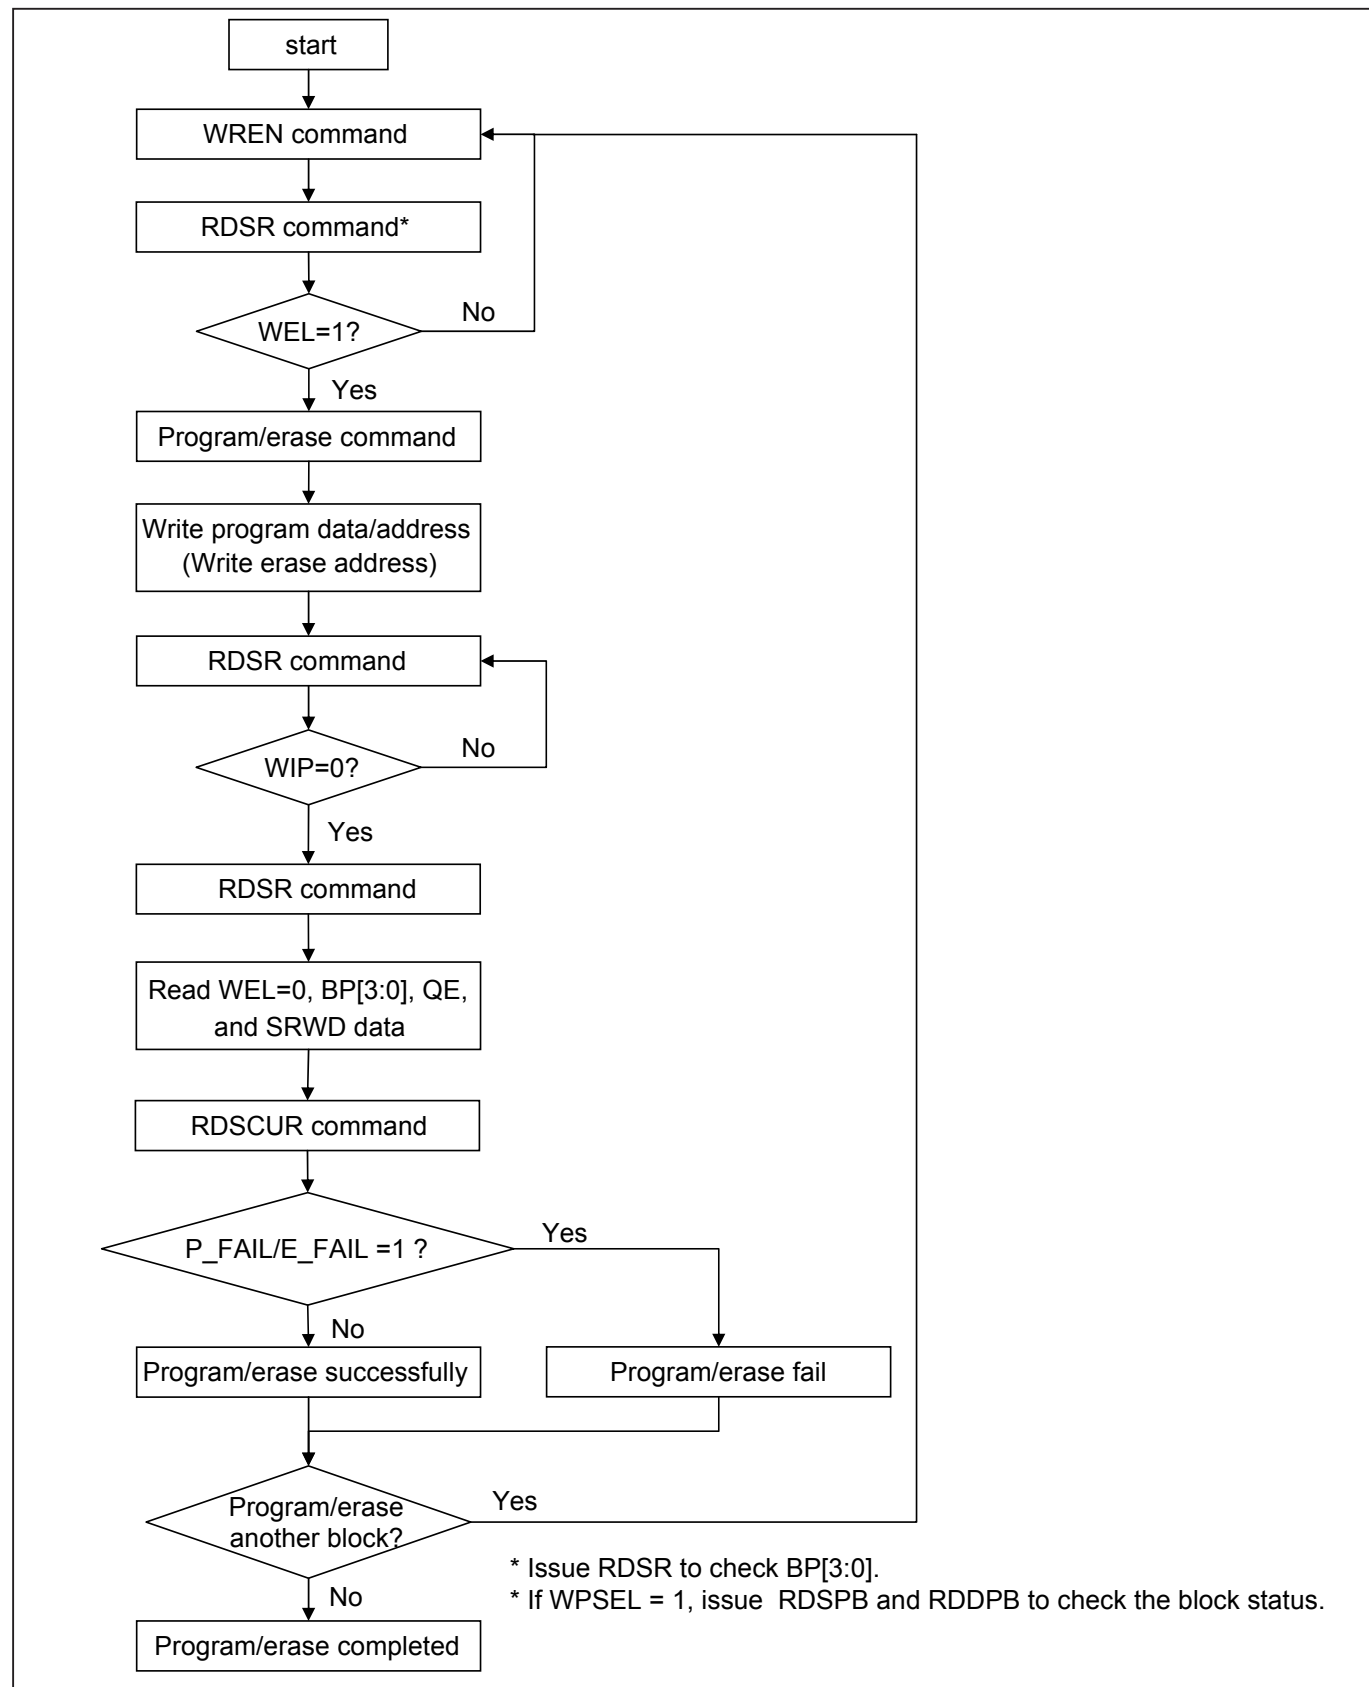 start
WREN command
RDSR command*
WEL=1?
No
Yes
Program/erase command
Write program data/address
(Write erase address)
RDSR command
WIP=0?
No
Yes
RDSR command
Read WEL=0, BP[3:0], QE,
and SRWD data
RDSCUR command
P_FAIL/E_FAIL =1 ?
Yes
No
Program/erase successfully
Program/erase fail
Program/erase
another block?
Yes
No
* Issue RDSR to check BP[3:0].
* If WPSEL = 1, issue  RDSPB and RDDPB to check the block status.
Program/erase completed